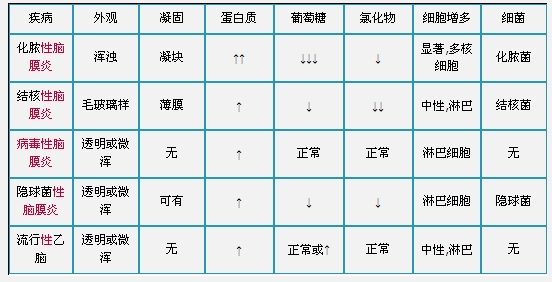 疾病 外观 凝固 蛋白质 葡萄糖 氯化物 细胞增多 细菌
化脓性脑膜炎 浑浊 凝块 ↑↑ ↓↓↓ ↓ 显著,多核细胞 化脓菌
结核性脑膜炎 毛玻璃样 薄膜 ↑ ↓ ↓↓ 中性,淋巴 结核菌
病毒性脑膜炎 透明或微浑 无 ↑ 正常 正常 淋巴细胞 无
隐球菌性脑膜炎 透明或微浑 可有 ↑ ↓ ↓ 淋巴细胞 隐球菌
流行性乙脑 透明或微浑 无 ↑ 正常或↑ 正常 中性,淋巴 无